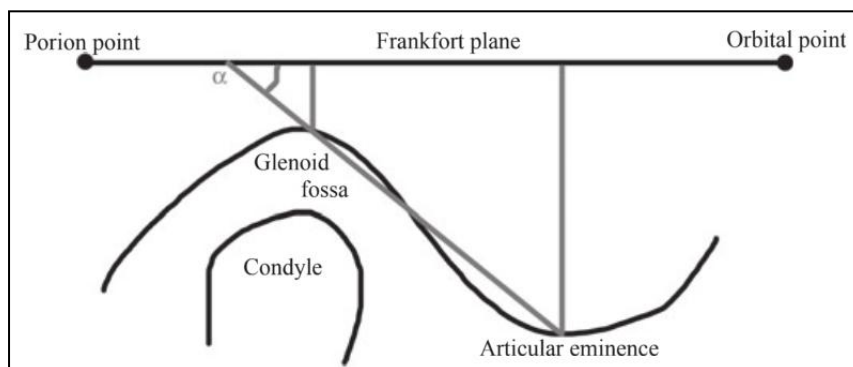 Porion point
Frankfort plane
Orbital point
α
Glenoid
fossa
Condyle
Articular eminence